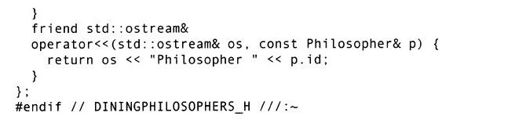 }
  friend std::ostream&
  operator<<(std::ostream& os, const Philosopher& p) {
    return os << "Philosopher " << p.id;
  }
};
#endif // DININGPHILOSOPHERS_H ///:~